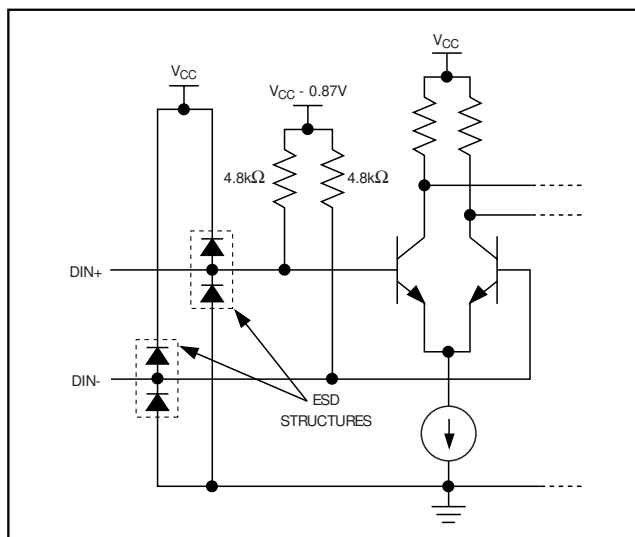 VCC
VCC
VCC - 0.87V
4.8kΩ
4.8kΩ
DIN+
DIN-
ESD
STRUCTURES